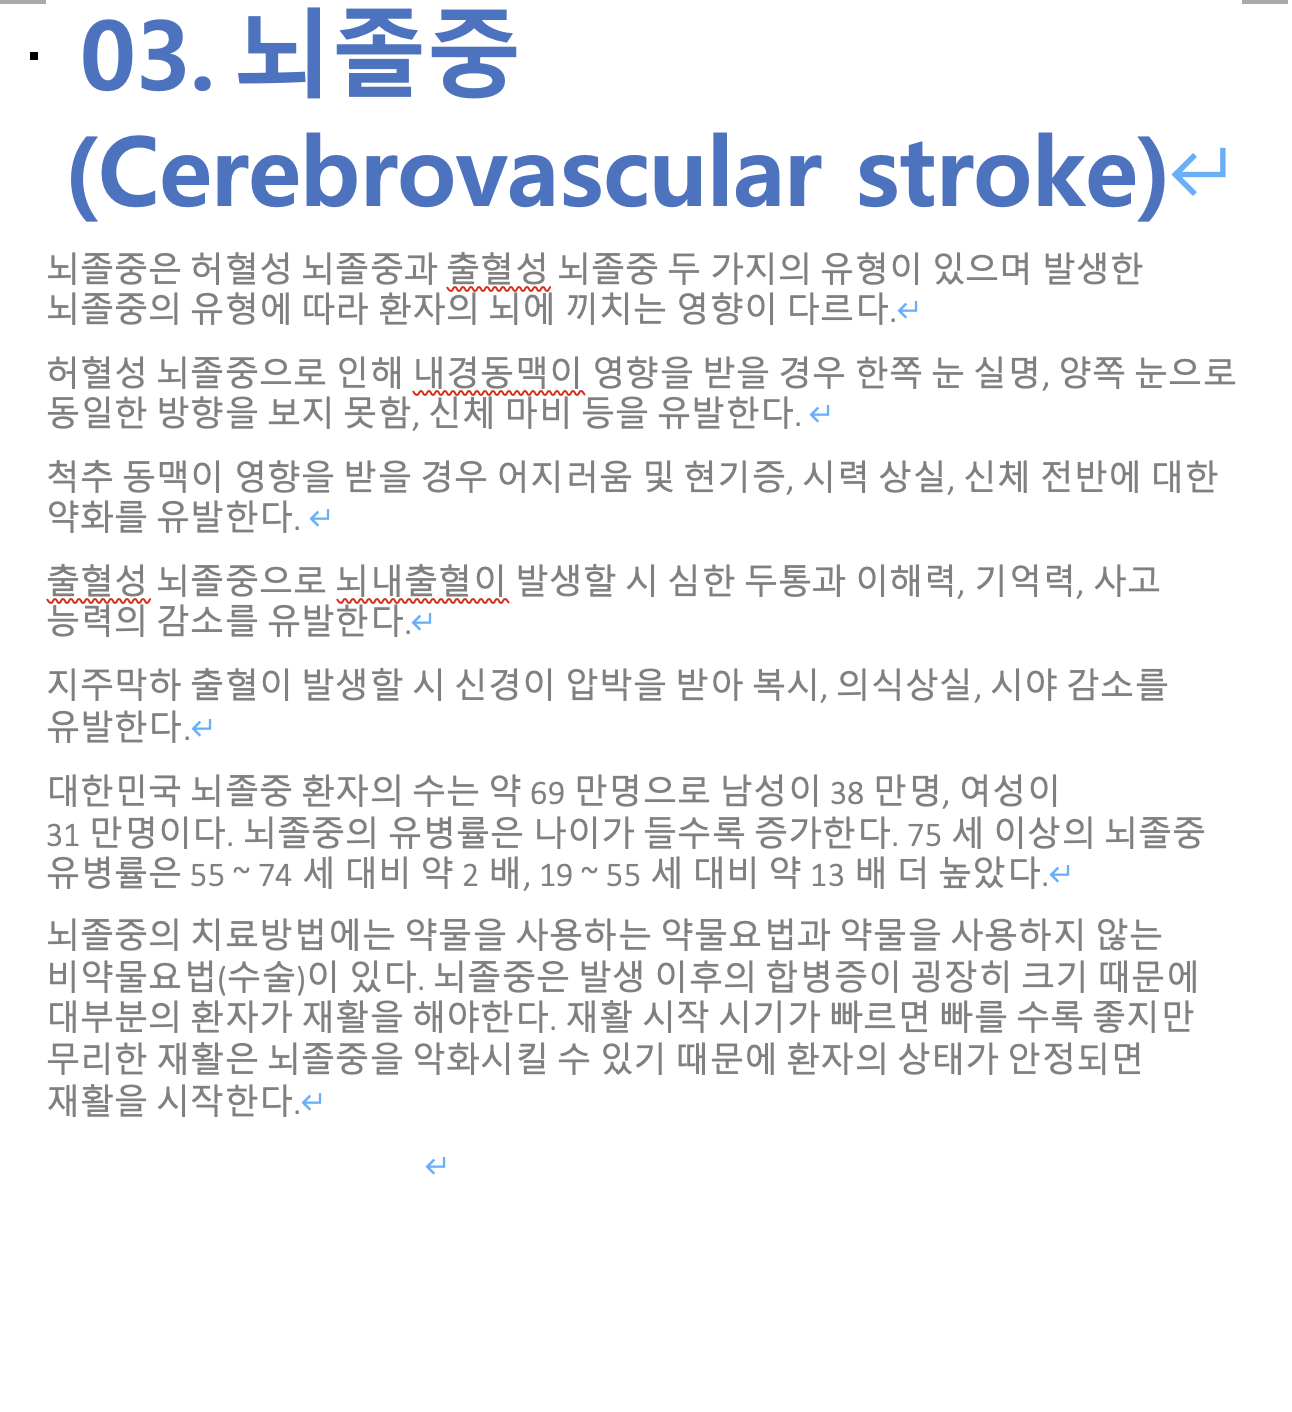 03. 뇌졸중
(Cerebrovascular stroke)
뇌졸중은 허혈성 뇌졸중과 출혈성 뇌졸중 두 가지의 유형이 있으며 발생한
뇌졸중의 유형에 따라 환자의 뇌에 끼치는 영향이 다르다.
허혈성 뇌졸중으로 인해 내경동맥이 영향을 받을 경우 한쪽 눈 실명, 양쪽 눈으로
동일한 방향을 보지 못함, 신체 마비 등을 유발한다.
척추 동맥이 영향을 받을 경우 어지러움 및 현기증, 시력 상실, 신체 전반에 대한
약화를 유발한다.
출혈성 뇌졸중으로 뇌내출혈이 발생할 시 심한 두통과 이해력, 기억력, 사고
능력의 감소를 유발한다.
지주막하 출혈이 발생할 시 신경이 압박을 받아 복시, 의식상실, 시야 감소를
유발한다.
대한민국 뇌졸중 환자의 수는 약 69 만명으로 남성이 38 만명, 여성이
31 만명이다. 뇌졸중의 유병률은 나이가 들수록 증가한다. 75 세 이상의 뇌졸중
유병률은 55 ~ 74 세 대비 약 2 배, 19 ~ 55 세 대비 약 13 배 더 높았다.
뇌졸중의 치료방법에는 약물을 사용하는 약물요법과 약물을 사용하지 않는
비약물요법(수술)이 있다. 뇌졸중은 발생 이후의 합병증이 굉장히 크기 때문에
대부분의 환자가 재활을 해야한다. 재활 시작 시기가 빠르면 빠를 수록 좋지만
무리한 재활은 뇌졸중을 악화시킬 수 있기 때문에 환자의 상태가 안정되면
재활을 시작한다.